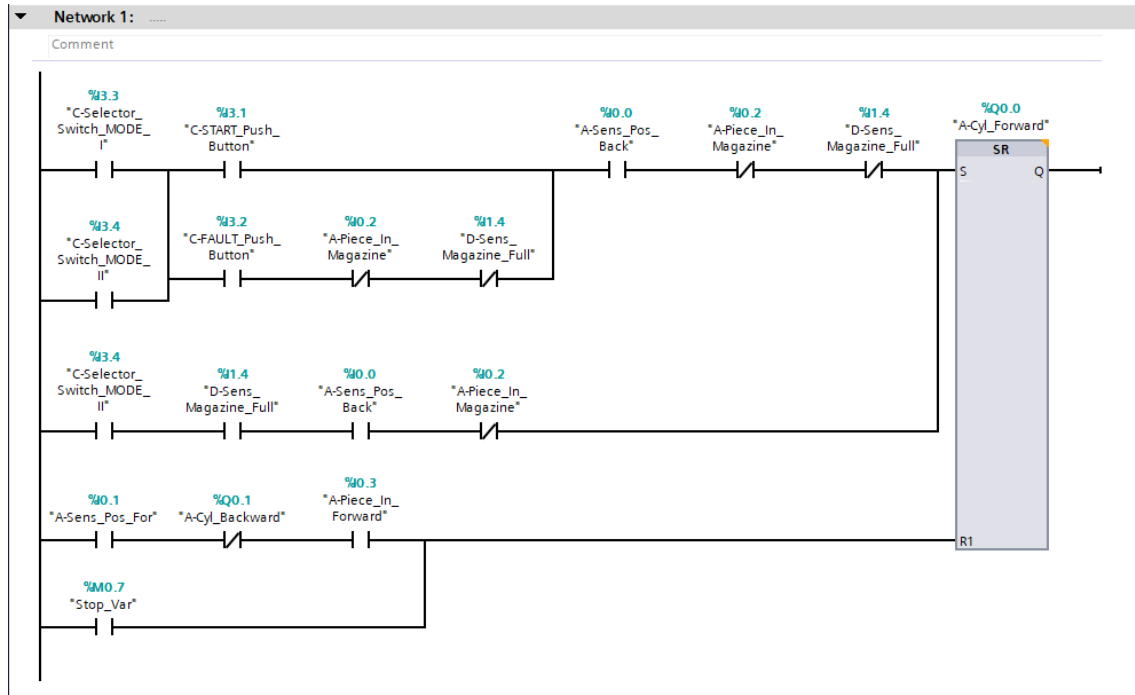 Network 1: .....
Comment
%I3.3
"C-Selector_
Switch_MODE_
I"
%I3.1
"C-START_Push_
Button"
%I0.0
"A-Sens_Pos_
Back"
%I0.2
"A-Piece_In_
Magazine"
%I1.4
"D-Sens_
Magazine_Full"
%Q0.0
"A-Cyl_Forward"
SR
S
Q
%I3.4
"C-Selector_
Switch_MODE_
II"
%I3.2
"C-FAULT_Push_
Button"
%I0.2
"A-Piece_In_
Magazine"
%I1.4
"D-Sens_
Magazine_Full"
%I3.4
"C-Selector_
Switch_MODE_
II"
%I1.4
"D-Sens_
Magazine_Full"
%I0.0
"A-Sens_Pos_
Back"
%I0.2
"A-Piece_In_
Magazine"
%I0.1
"A-Sens_Pos_For"
%Q0.1
"A-Cyl_Backward"
%I0.3
"A-Piece_In_
Forward"
R1
%M0.7
"Stop_Var"